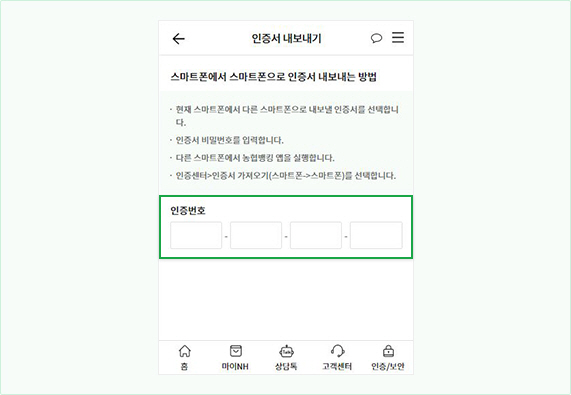 인증서 내보내기
스마트폰에서 스마트폰으로 인증서 내보내는 방법
· 현재 스마트폰에서 다른 스마트폰으로 내보낼 인증서를 선택합니
다.
· 인증서 비밀번호를 입력합니다.
· 다른 스마트폰에서 농협뱅킹 앱을 실행합니다.
· 인증센터>인증서 가져오기(스마트폰->스마트폰)를 선택합니다.
인증번호
- - -
Talk
홈 마이NH 상담톡 고객센터 인증/보안